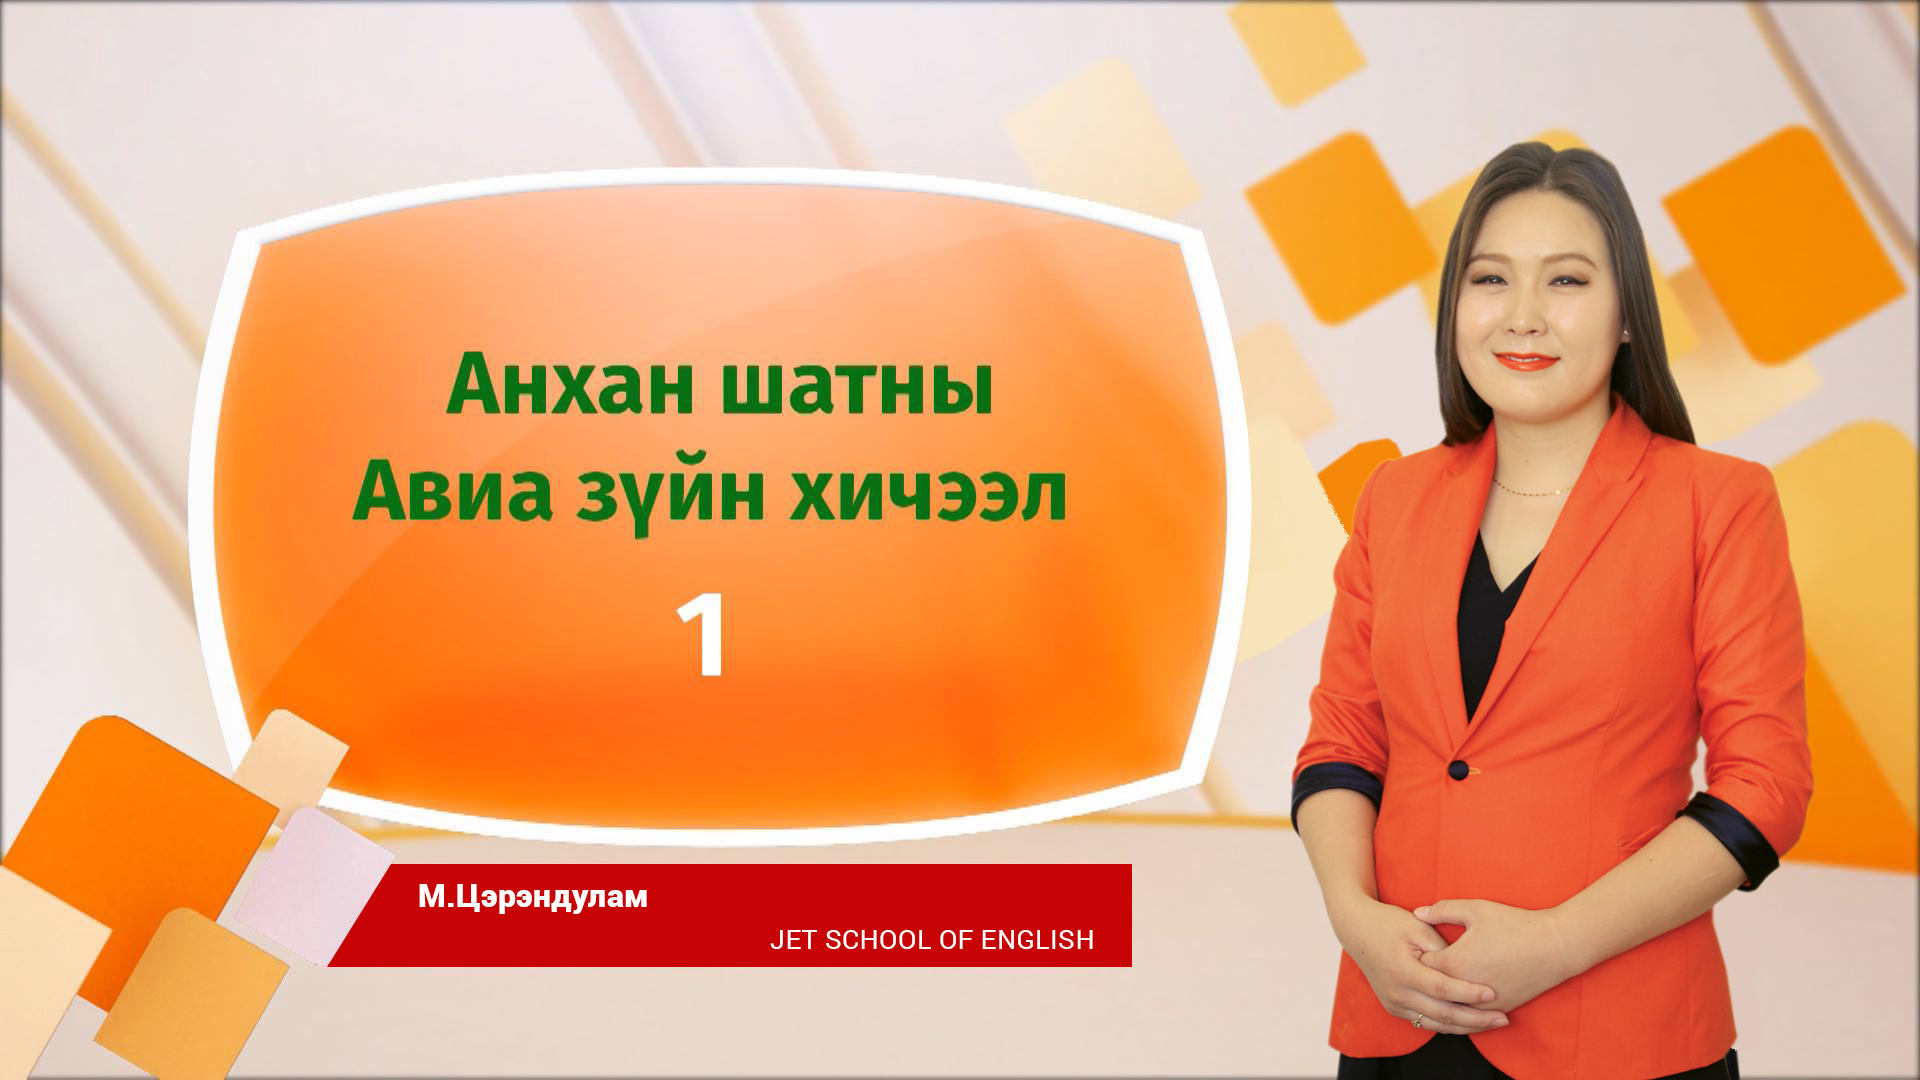 Анхан шатны
Авиа зүйн хичээл
1
М.Цэрэндулам
JET SCHOOL OF ENGLISH